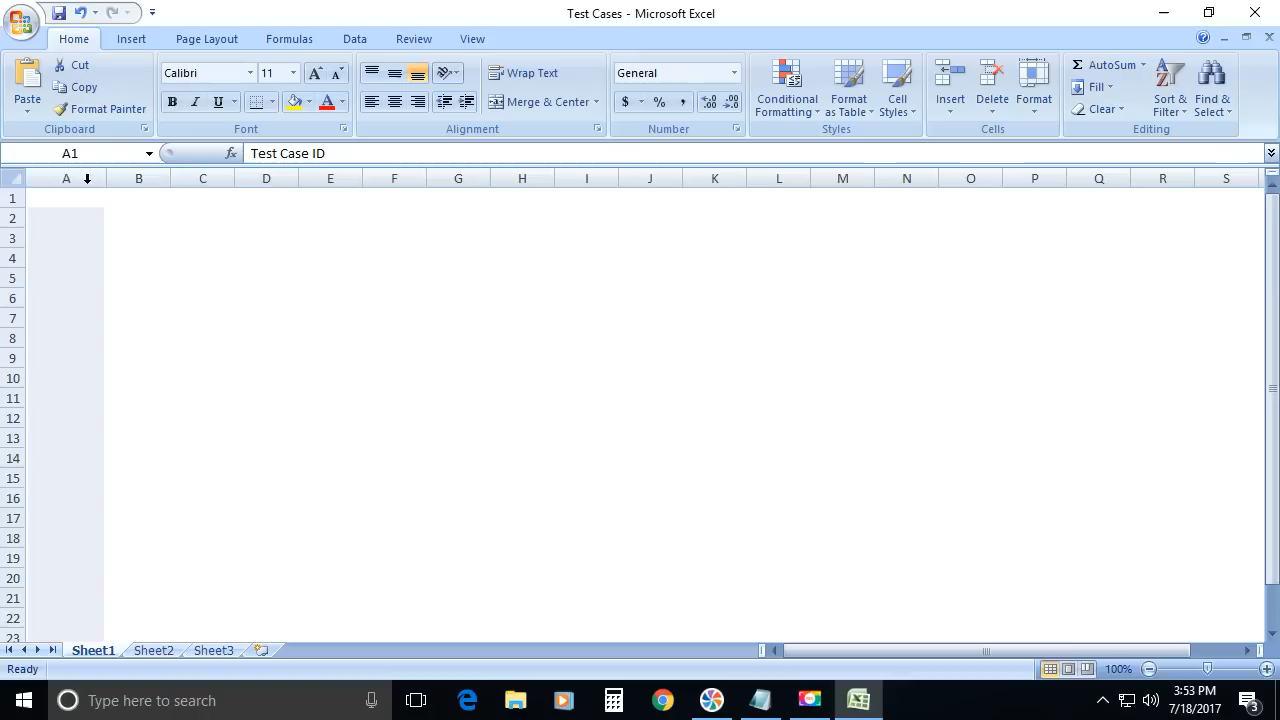 Test Cases - Microsoft Excel
Home Insert Page Layout Formulas Data Review View
Paste
Cut
Copy
Format Painter
Clipboard
Calibri 11
B I U
Font
Wrap Text
Merge & Center
Alignment
General
$ % ,
Number
Conditional Formatting
Format as Table
Cell Styles
Styles
Insert Delete Format
Cells
AutoSum
Fill
Clear
Sort & Filter
Find & Select
Editing
A1 fx Test Case ID
A B C D E F G H I J K L M N O P Q R S
1
2
3
4
5
6
7
8
9
10
11
12
13
14
15
16
17
18
19
20
21
22
23
Sheet1 Sheet2 Sheet3
Ready 100%
Type here to search
3:53 PM
7/18/2017
3